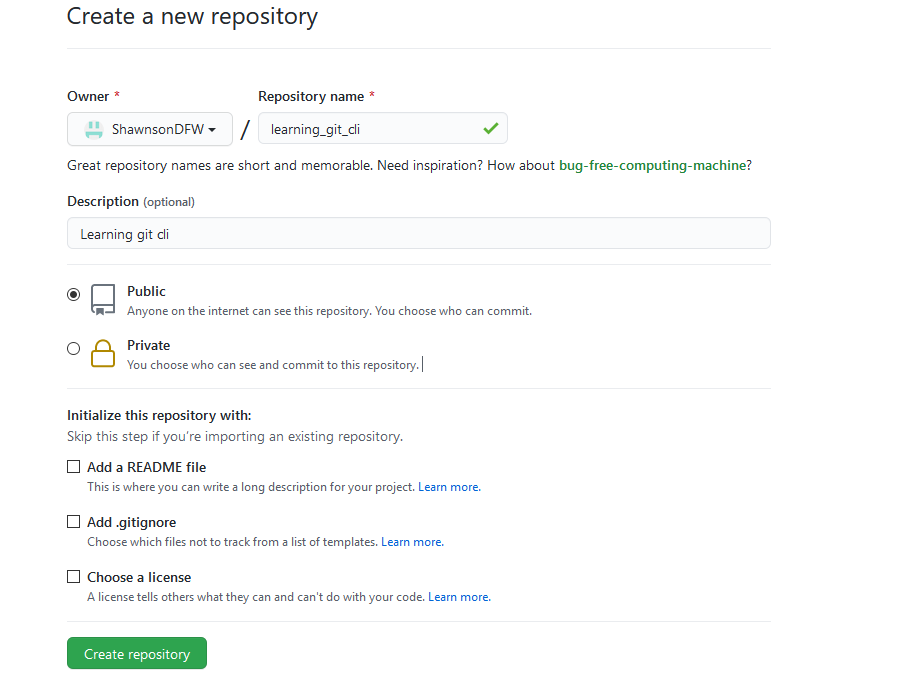 Create a new repository
Owner *
Repository name *
ShawnsonDFW
/
learning_git_cli
Great repository names are short and memorable. Need inspiration? How about bug-free-computing-machine?
Description (optional)
Learning git cli
Public
Anyone on the internet can see this repository. You choose who can commit.
Private
You choose who can see and commit to this repository.
Initialize this repository with:
Skip this step if you’re importing an existing repository.
Add a README file
This is where you can write a long description for your project. Learn more.
Add .gitignore
Choose which files not to track from a list of templates. Learn more.
Choose a license
A license tells others what they can and can't do with your code. Learn more.
Create repository